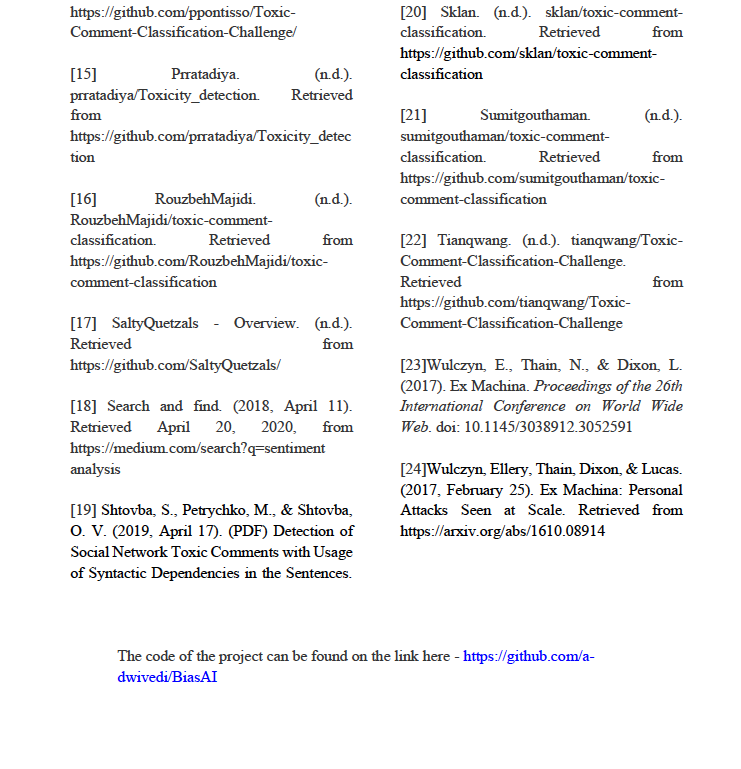 https://github.com/ppontisso/Toxic-
Comment-Classification-Challenge/
[15] Prratadiya. (n.d.).
prratadiya/Toxicity_detection. Retrieved
from
https://github.com/prratadiya/Toxicity_detec
tion
[16] RouzbehMajidi. (n.d.).
RouzbehMajidi/toxic-comment-
classification. Retrieved from
https://github.com/RouzbehMajidi/toxic-
comment-classification
[17] SaltyQuetzals - Overview. (n.d.).
Retrieved from
https://github.com/SaltyQuetzals/
[18] Search and find. (2018, April 11).
Retrieved April 20, 2020, from
https://medium.com/search?q=sentiment
analysis
[19] Shtovba, S., Petrychko, M., & Shtovba,
O. V. (2019, April 17). (PDF) Detection of
Social Network Toxic Comments with Usage
of Syntactic Dependencies in the Sentences.
[20] Sklan. (n.d.). sklan/toxic-comment-
classification. Retrieved from
https://github.com/sklan/toxic-comment-
classification
[21] Sumitgouthaman. (n.d.).
sumitgouthaman/toxic-comment-
classification. Retrieved from
https://github.com/sumitgouthaman/toxic-
comment-classification
[22] Tianqwang. (n.d.). tianqwang/Toxic-
Comment-Classification-Challenge.
Retrieved from
https://github.com/tianqwang/Toxic-
Comment-Classification-Challenge
[23]Wulczyn, E., Thain, N., & Dixon, L.
(2017). Ex Machina. Proceedings of the 26th
International Conference on World Wide
Web. doi: 10.1145/3038912.3052591
[24]Wulczyn, Ellery, Thain, Dixon, & Lucas.
(2017, February 25). Ex Machina: Personal
Attacks Seen at Scale. Retrieved from
https://arxiv.org/abs/1610.08914
The code of the project can be found on the link here - https://github.com/a-
dwivedi/BiasAI